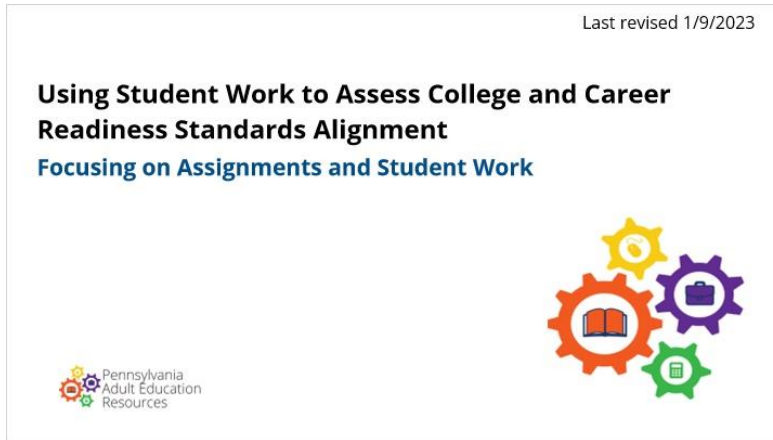 Last revised 1/9/2023
Using Student Work to Assess College and Career
Readiness Standards Alignment
Focusing on Assignments and Student Work
Pennsylvania
Adult Education
Resources